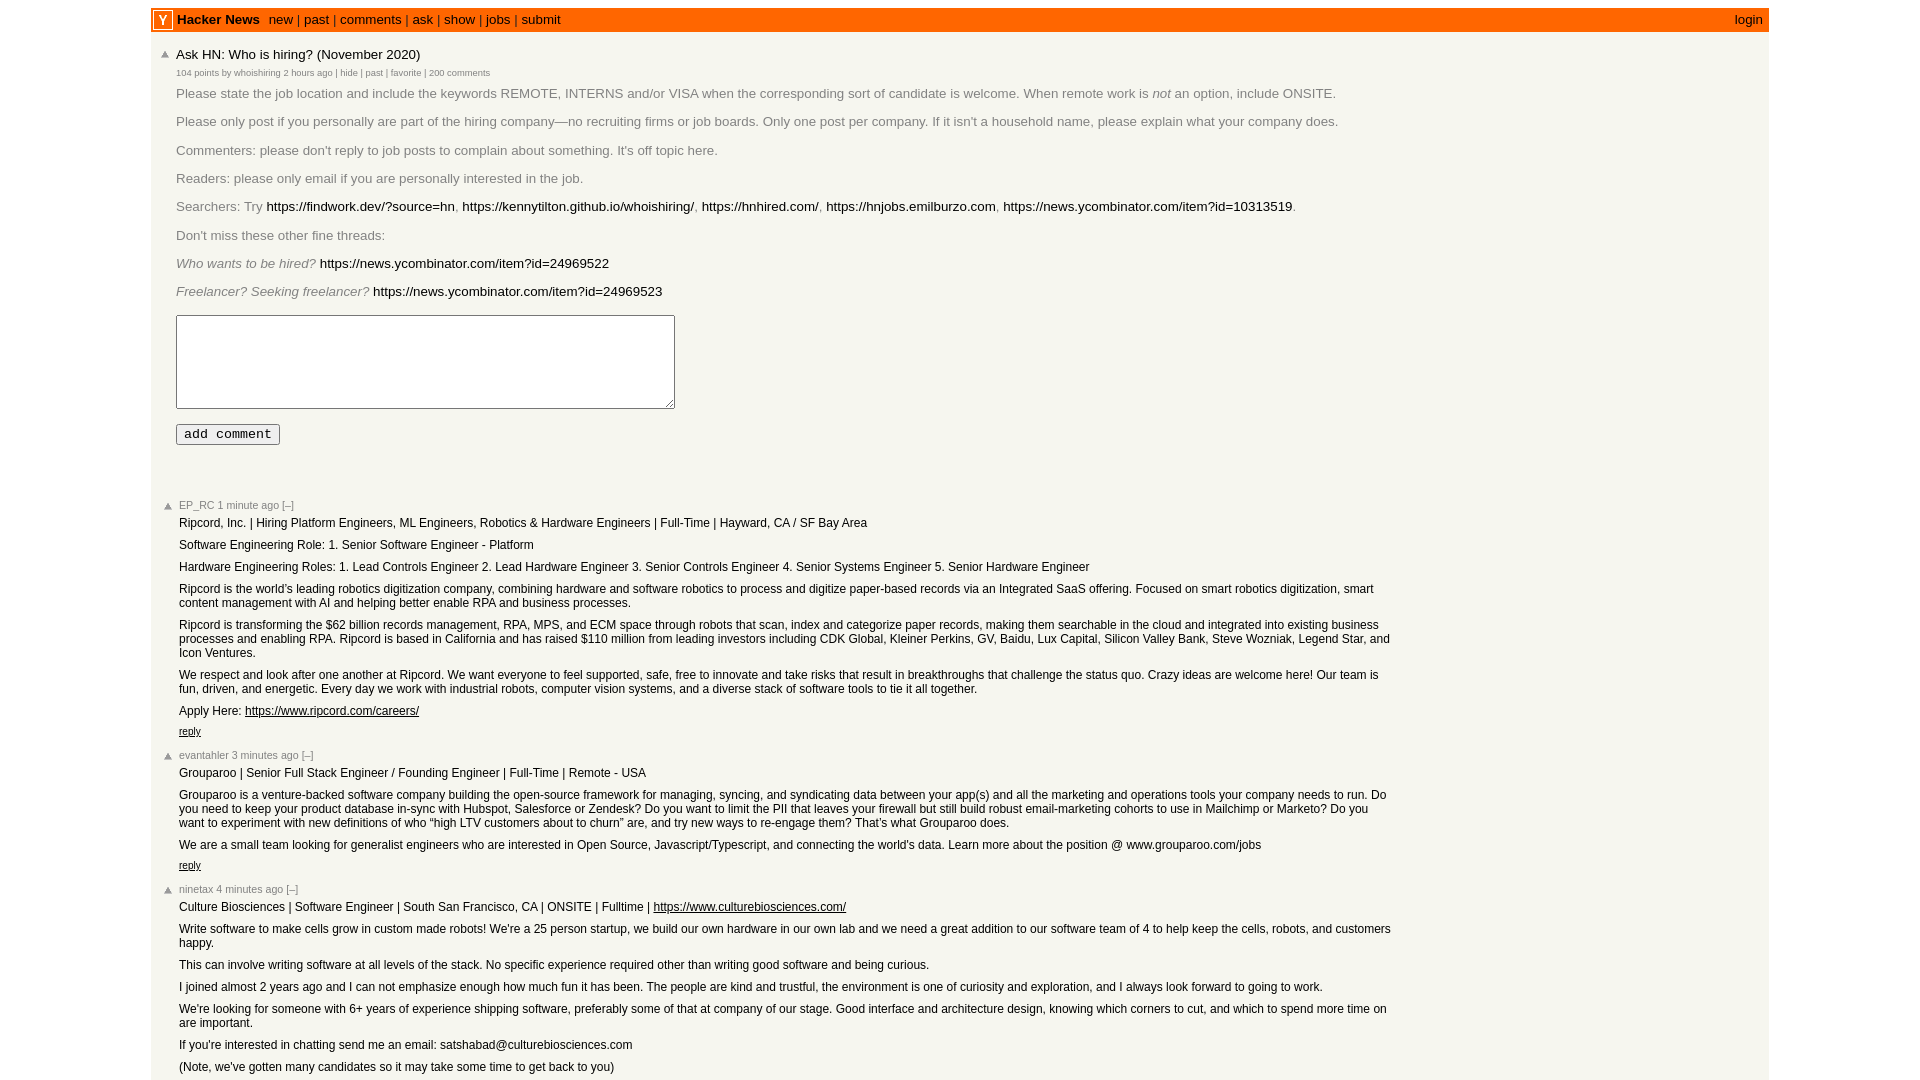 Y Hacker News new | past | comments | ask | show | jobs | submit login
Ask HN: Who is hiring? (November 2020)
104 points by whoishiring 2 hours ago | hide | past | favorite | 200 comments
Please state the job location and include the keywords REMOTE, INTERNS and/or VISA when the corresponding sort of candidate is welcome. When remote work is not an option, include ONSITE.
Please only post if you personally are part of the hiring company—no recruiting firms or job boards. Only one post per company. If it isn't a household name, please explain what your company does.
Commenters: please don't reply to job posts to complain about something. It's off topic here.
Readers: please only email if you are personally interested in the job.
Searchers: Try https://findwork.dev/?source=hn, https://kennytilton.github.io/whoishiring/, https://hnhired.com/, https://hnjobs.emilburzo.com, https://news.ycombinator.com/item?id=10313519.
Don't miss these other fine threads:
Who wants to be hired? https://news.ycombinator.com/item?id=24969522
Freelancer? Seeking freelancer? https://news.ycombinator.com/item?id=24969523
add comment
EP_RC 1 minute ago [–]
Ripcord, Inc. | Hiring Platform Engineers, ML Engineers, Robotics & Hardware Engineers | Full-Time | Hayward, CA / SF Bay Area
Software Engineering Role: 1. Senior Software Engineer - Platform
Hardware Engineering Roles: 1. Lead Controls Engineer 2. Lead Hardware Engineer 3. Senior Controls Engineer 4. Senior Systems Engineer 5. Senior Hardware Engineer
Ripcord is the world’s leading robotics digitization company, combining hardware and software robotics to process and digitize paper-based records via an Integrated SaaS offering. Focused on smart robotics digitization, smart
content management with AI and helping better enable RPA and business processes.
Ripcord is transforming the $62 billion records management, RPA, MPS, and ECM space through robots that scan, index and categorize paper records, making them searchable in the cloud and integrated into existing business
processes and enabling RPA. Ripcord is based in California and has raised $110 million from leading investors including CDK Global, Kleiner Perkins, GV, Baidu, Lux Capital, Silicon Valley Bank, Steve Wozniak, Legend Star, and
Icon Ventures.
We respect and look after one another at Ripcord. We want everyone to feel supported, safe, free to innovate and take risks that result in breakthroughs that challenge the status quo. Crazy ideas are welcome here! Our team is
fun, driven, and energetic. Every day we work with industrial robots, computer vision systems, and a diverse stack of software tools to tie it all together.
Apply Here: https://www.ripcord.com/careers/
reply
evantahler 3 minutes ago [–]
Grouparoo | Senior Full Stack Engineer / Founding Engineer | Full-Time | Remote - USA
Grouparoo is a venture-backed software company building the open-source framework for managing, syncing, and syndicating data between your app(s) and all the marketing and operations tools your company needs to run. Do
you need to keep your product database in-sync with Hubspot, Salesforce or Zendesk? Do you want to limit the PII that leaves your firewall but still build robust email-marketing cohorts to use in Mailchimp or Marketo? Do you
want to experiment with new definitions of who “high LTV customers about to churn” are, and try new ways to re-engage them? That’s what Grouparoo does.
We are a small team looking for generalist engineers who are interested in Open Source, Javascript/Typescript, and connecting the world's data. Learn more about the position @ www.grouparoo.com/jobs
reply
ninetax 4 minutes ago [–]
Culture Biosciences | Software Engineer | South San Francisco, CA | ONSITE | Fulltime | https://www.culturebiosciences.com/
Write software to make cells grow in custom made robots! We're a 25 person startup, we build our own hardware in our own lab and we need a great addition to our software team of 4 to help keep the cells, robots, and customers
happy.
This can involve writing software at all levels of the stack. No specific experience required other than writing good software and being curious.
I joined almost 2 years ago and I can not emphasize enough how much fun it has been. The people are kind and trustful, the environment is one of curiosity and exploration, and I always look forward to going to work.
We're looking for someone with 6+ years of experience shipping software, preferably some of that at company of our stage. Good interface and architecture design, knowing which corners to cut, and which to spend more time on
are important.
If you're interested in chatting send me an email: satshabad@culturebiosciences.com
(Note, we've gotten many candidates so it may take some time to get back to you)